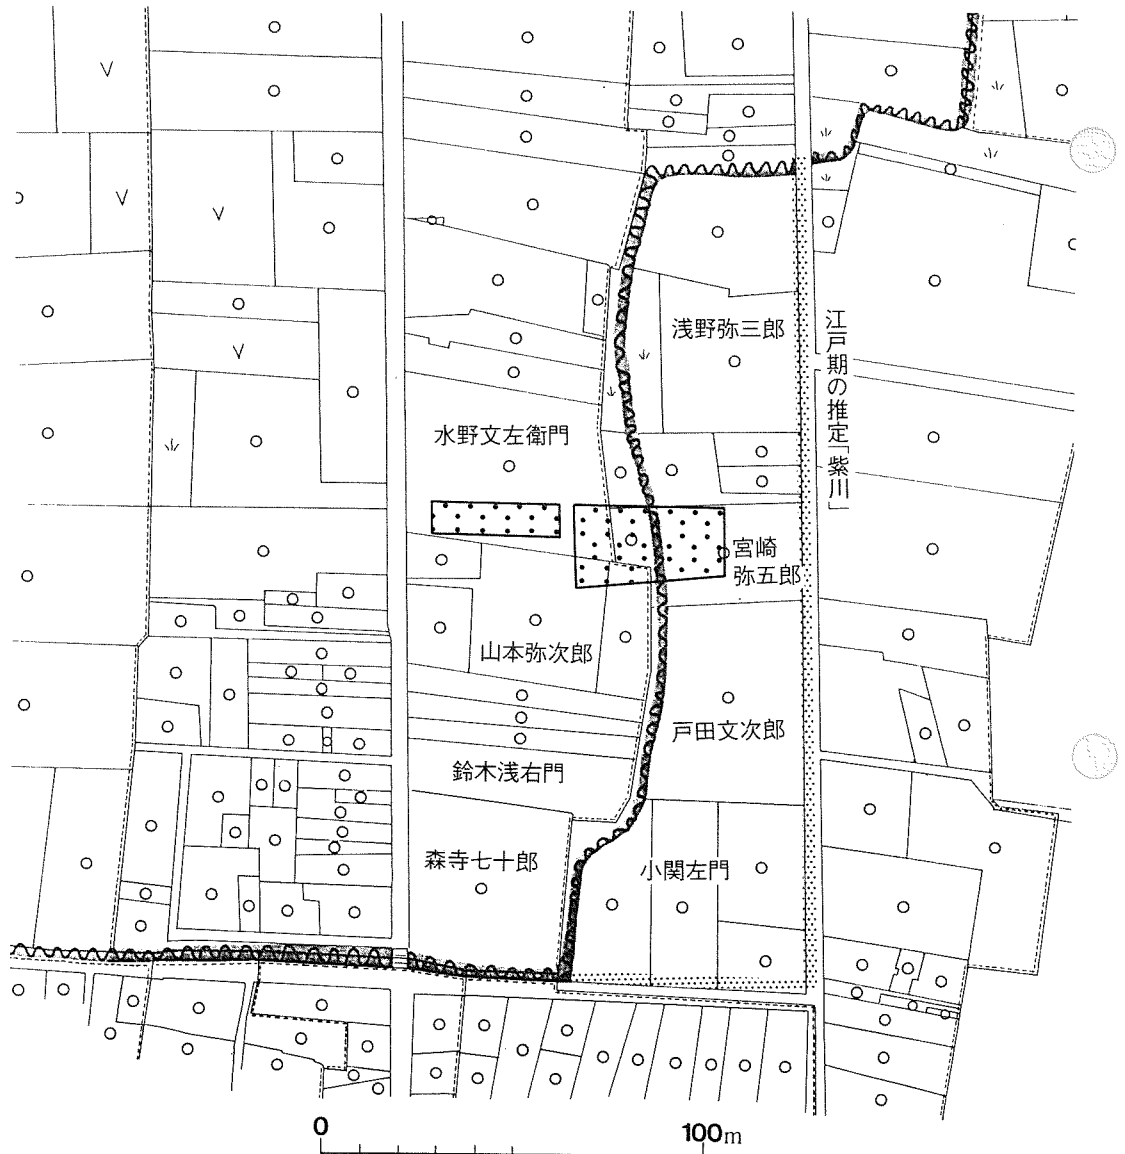 浅野弥三郎
江戸期の推定「紫川」
水野文左衛門
宮崎
弥五郎
山本弥次郎
戸田文次郎
鈴木浅右門
森寺七十郎
小関左門
0
100m